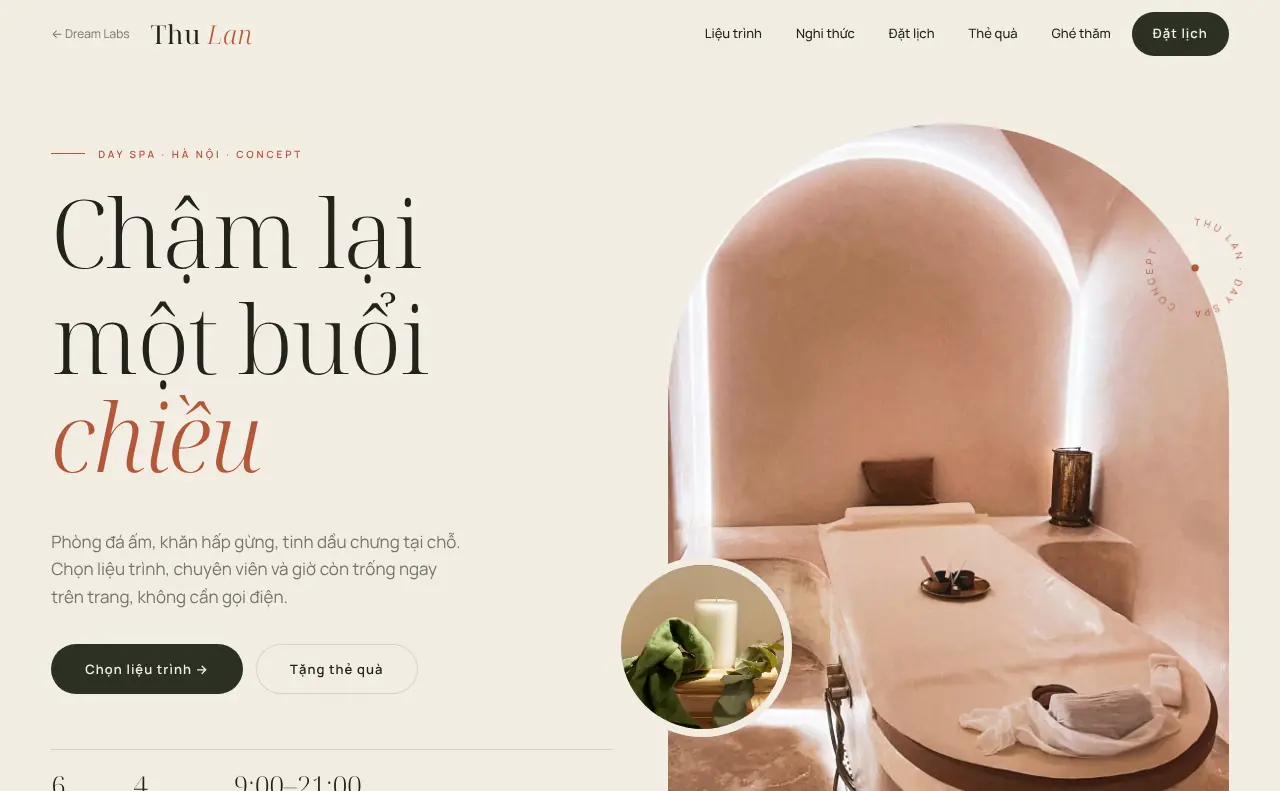 ← Dream Labs
Thu Lan
Liệu trình
Nghi thức
Đặt lịch
Thẻ quà
Ghé thăm
Đặt lịch
DAY SPA · HÀ NỘI · CONCEPT
Chậm lại
một buổi
chiều
THU LAN · DAY SPA · CONCEPT ·
Phòng đá ấm, khăn hấp gừng, tinh dầu chưng tại chỗ.
Chọn liệu trình, chuyên viên và giờ còn trống ngay
trên trang, không cần gọi điện.
Chọn liệu trình →
Tặng thẻ quà
6
4
9:00–21:00